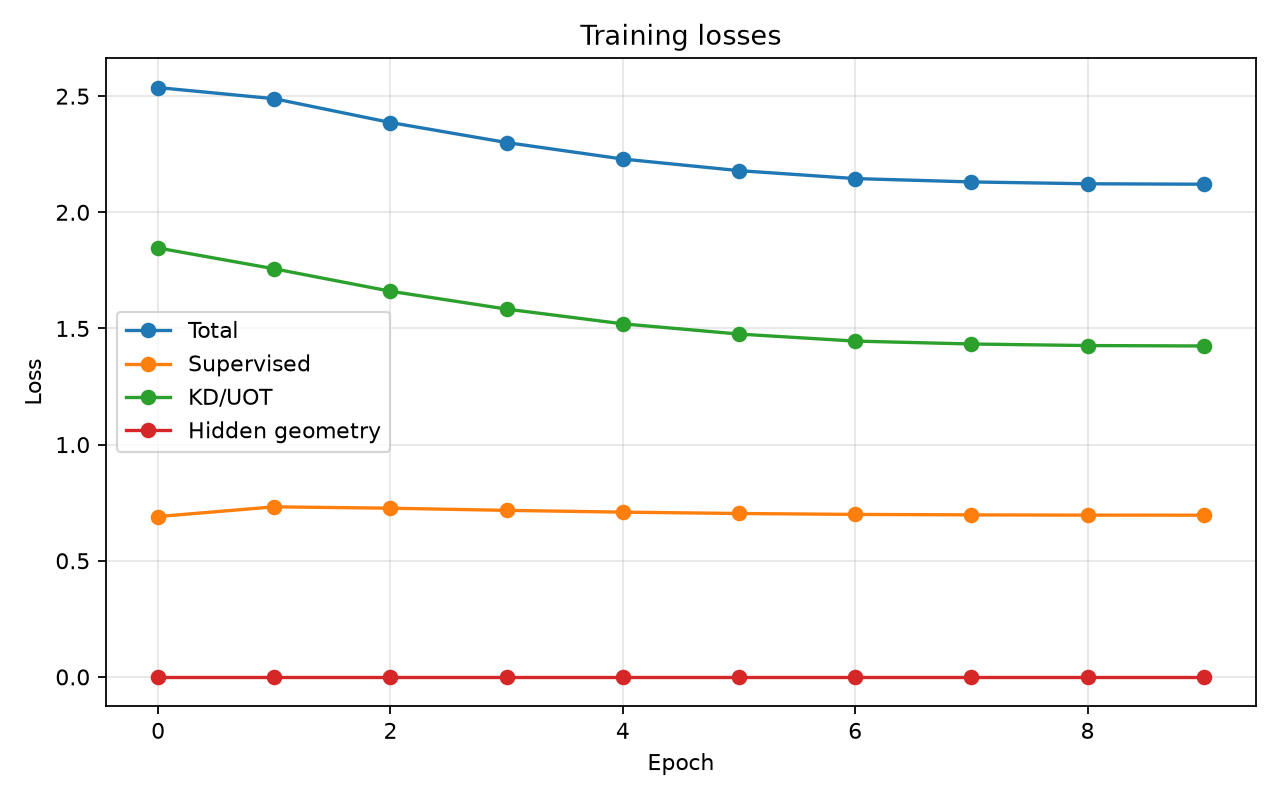 Training losses
2.5
2.0
1.5
1.0
0.5
0.0
Loss
Total
Supervised
KD/UOT
Hidden geometry
0 2 4 6 8
Epoch